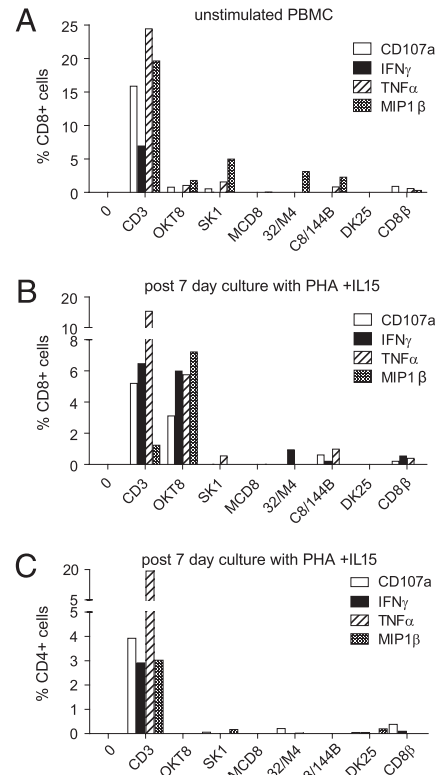 A
unstimulated PBMC
% CD8+ cells
25
20
15
10
5
0
CD107a
IFNγ
TNFα
MIP1β
0 CD3 OKT8 SK1 MCD8 32/M4 C8/144B DK25 CD8β
B
post 7 day culture with PHA +IL15
% CD8+ cells
20
10
8
6
4
2
0
CD107a
IFNγ
TNFα
MIP1β
0 CD3 OKT8 SK1 MCD8 32/M4 C8/144B DK25 CD8β
C
post 7 day culture with PHA +IL15
% CD4+ cells
20
5
5
4
3
2
1
0
CD107a
IFNγ
TNFα
MIP1β
0 CD3 OKT8 SK1 MCD8 32/M4 8/144B DK25 CD8β